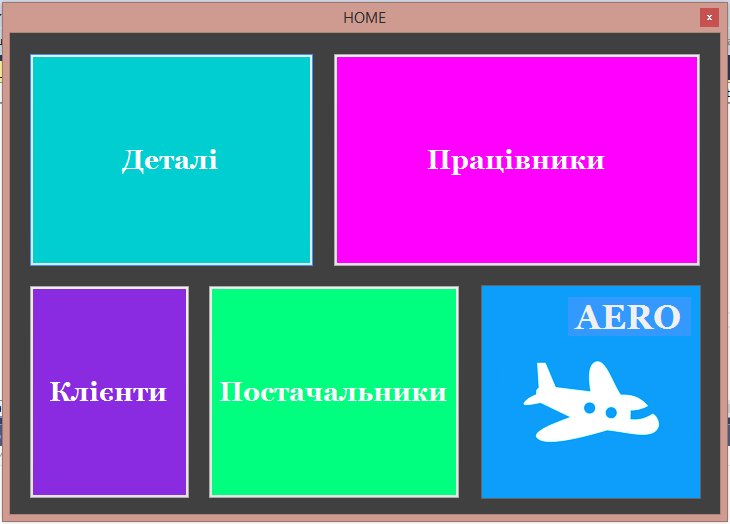 HOME
x
Деталі
Працівники
Клієнти
Постачальники
AERO